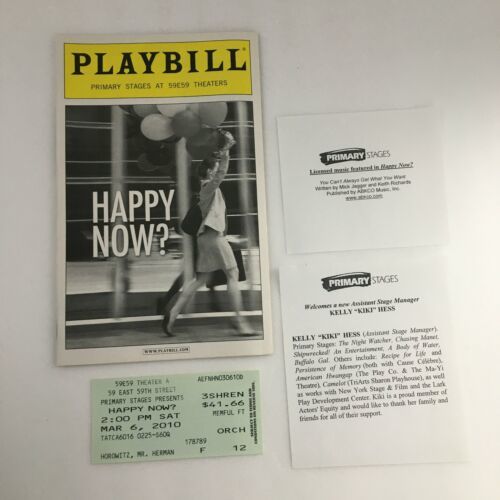 PLAYBILL
PRIMARY STAGES AT 59E59 THEATERS
HAPPY
NOW?
WWW.PLAYBILL.COM
PRIMARY STAGES
Licensed music featured in Happy Now?
You Can't Always Get What You Want
Written by Mick Jagger and Keith Richards
Published by ABKCO Music, Inc.
www.abkco.com
PRIMARY STAGES
Welcomes a new Assistant Stage Manager
KELLY "KIKI" HESS
KELLY "KIKI" HESS (Assistant Stage Manager).
Primary Stages: The Night Watcher, Chasing Manet,
Shipwrecked! An Entertainment, A Body of Water,
Buffalo Gal. Others include: Recipe for Life and
Persistence of Memory (both with Cause Célèbre),
American Hwangap (The Play Co. & The Ma-Yi
Theatre), Camelot (TriArts Sharon Playhouse), as well
as works with New York Stage & Film and the Lark
Play Development Center. Kiki is a proud member of
Actors' Equity and would like to thank her family and
friends for all of their support.
59E59 THEATER A
59 EAST 59TH STREET
PRIMARY STAGES PRESENTS
HAPPY NOW?
2:00 PM SAT
MAR 6, 2010
TATCA6016 0225-S60Q
178789
HOROWITZ, MR. HERMAN
AEFNHN0306100
3SHREN
$41.66
MEMFUL FT
ORCH
F 12